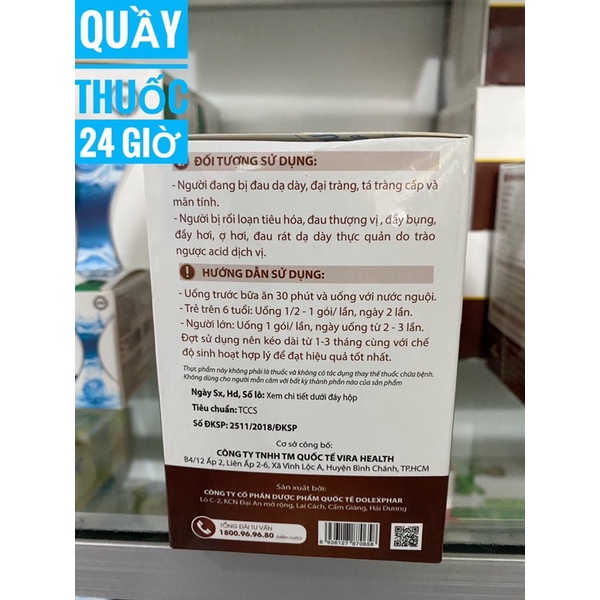 QUẦY
THUỐC
24 GIỜ
ĐỐI TƯỢNG SỬ DỤNG:
- Người đang bị đau dạ dày, đại tràng, tá tràng cấp và
mãn tính.
- Người bị rối loạn tiêu hóa, đau thượng vị, đầy bụng,
đầy hơi, ợ hơi, đau rát dạ dày thực quản do trào
ngược acid dịch vị.
! HƯỚNG DẪN SỬ DỤNG:
- Uống trước bữa ăn 30 phút và uống với nước nguội.
- Trẻ trên 6 tuổi: Uống 1/2 - 1 gói/ lần, ngày 2 lần.
- Người lớn: Uống 1 gói/ lần, ngày uống từ 2 - 3 lần.
Đợt sử dụng nên kéo dài từ 1-3 tháng cùng với chế
độ sinh hoạt hợp lý để đạt hiệu quả tốt nhất.
Thực phẩm này không phải là thuốc và không có tác dụng thay thế thuốc chữa bệnh.
Không dùng cho người mẫn cảm với bất kỳ thành phần nào của sản phẩm
Ngày Sx, Hd, Số lô: Xem chi tiết dưới đáy hộp
Tiêu chuẩn: TCCS
Số ĐKSP: 2511/2018/ĐKSP
Cơ sở công bố:
CÔNG TY TNHH TM QUỐC TẾ VIRA HEALTH
B4/12 Ấp 2, Liên Ấp 2-6, Xã Vĩnh Lộc A, Huyện Bình Chánh, TP.HCM
Sản xuất bởi:
CÔNG TY CỔ PHẦN DƯỢC PHẨM QUỐC TẾ DOLEXPHAR
Lô C-2, KCN Đại An mở rộng, Lai Cách, Cẩm Giàng, Hải Dương
TỔNG ĐÀI TƯ VẤN
1800.96.96.80 (MIỄN CƯỚC)
8 936127 870658